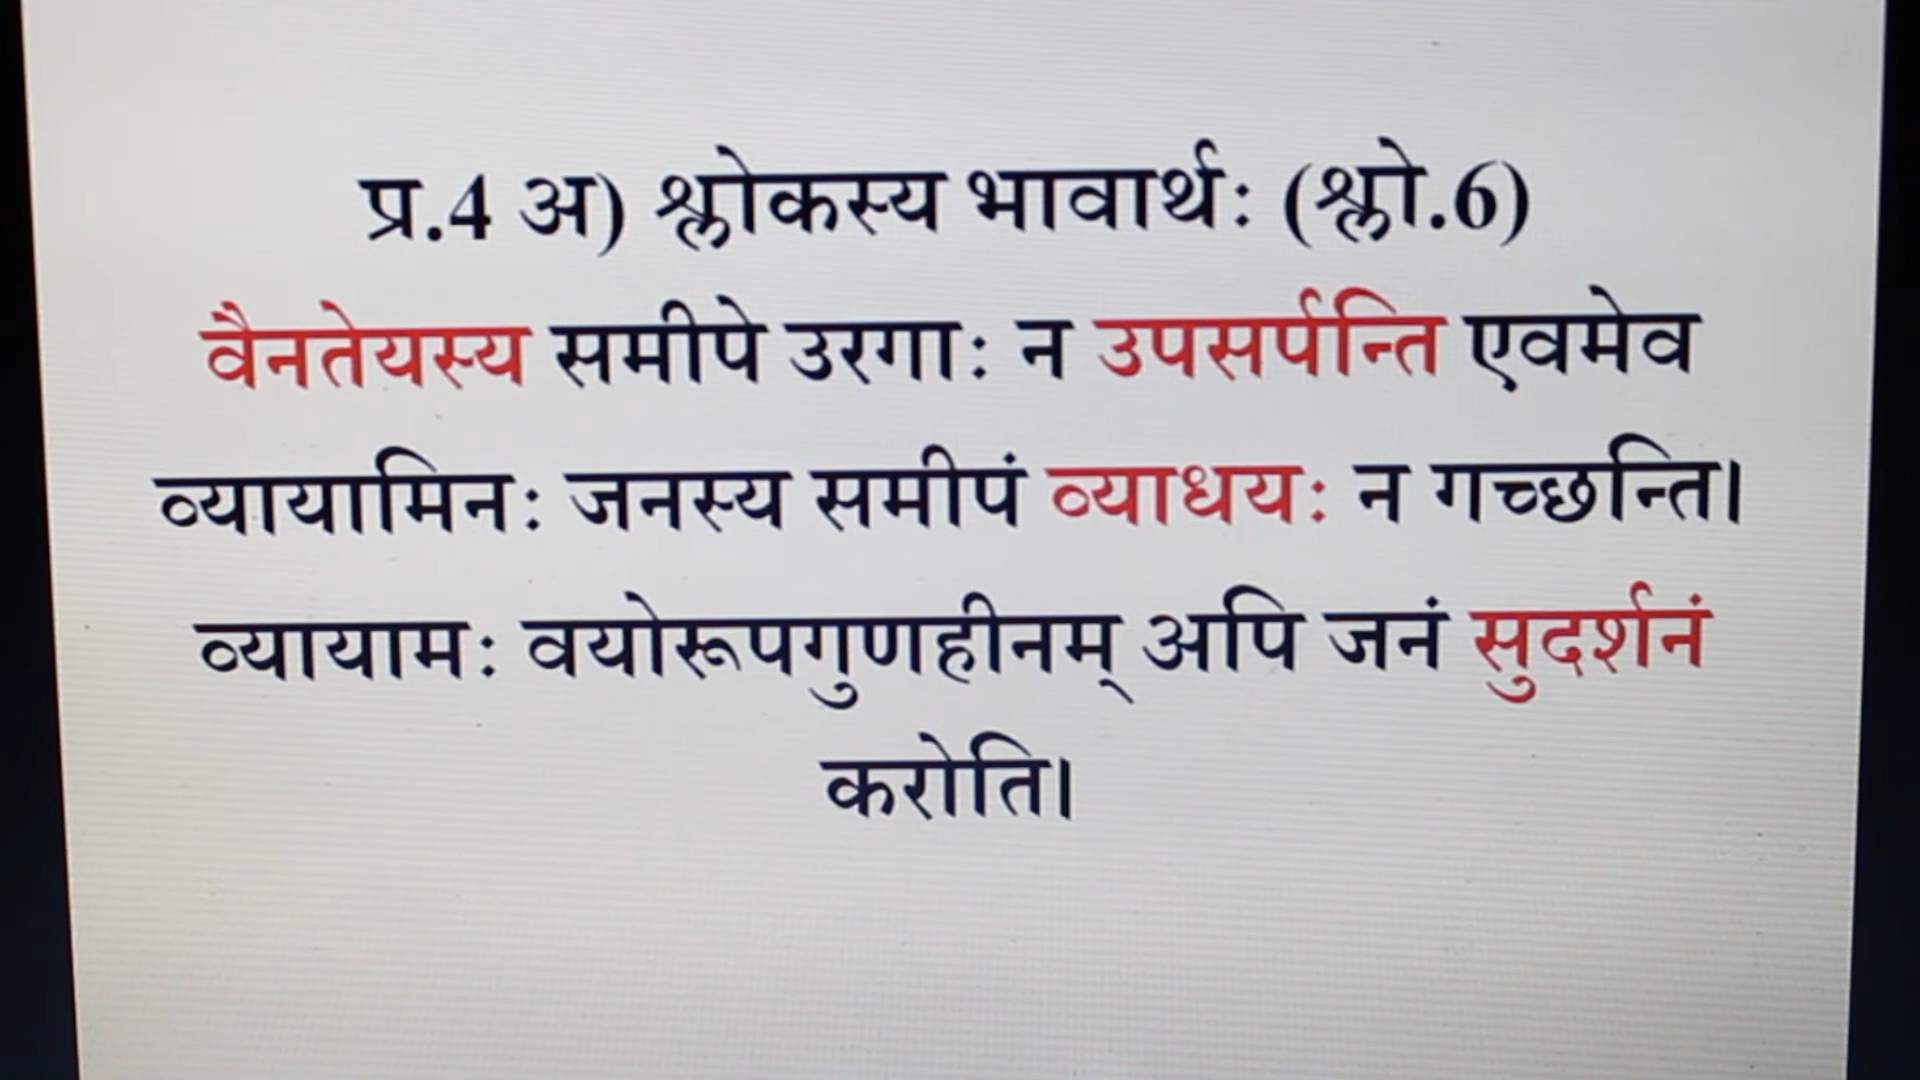 प्र.4 अ) श्लोकस्य भावार्थः (श्लो.6)
वैनतेयस्य समीपे उरगाः न उपसर्पन्ति एवमेव
व्यायामिनः जनस्य समीपं व्याधयः न गच्छन्ति।
व्यायामः वयोरूपगुणहीनम् अपि जनं सुदर्शनं
करोति।